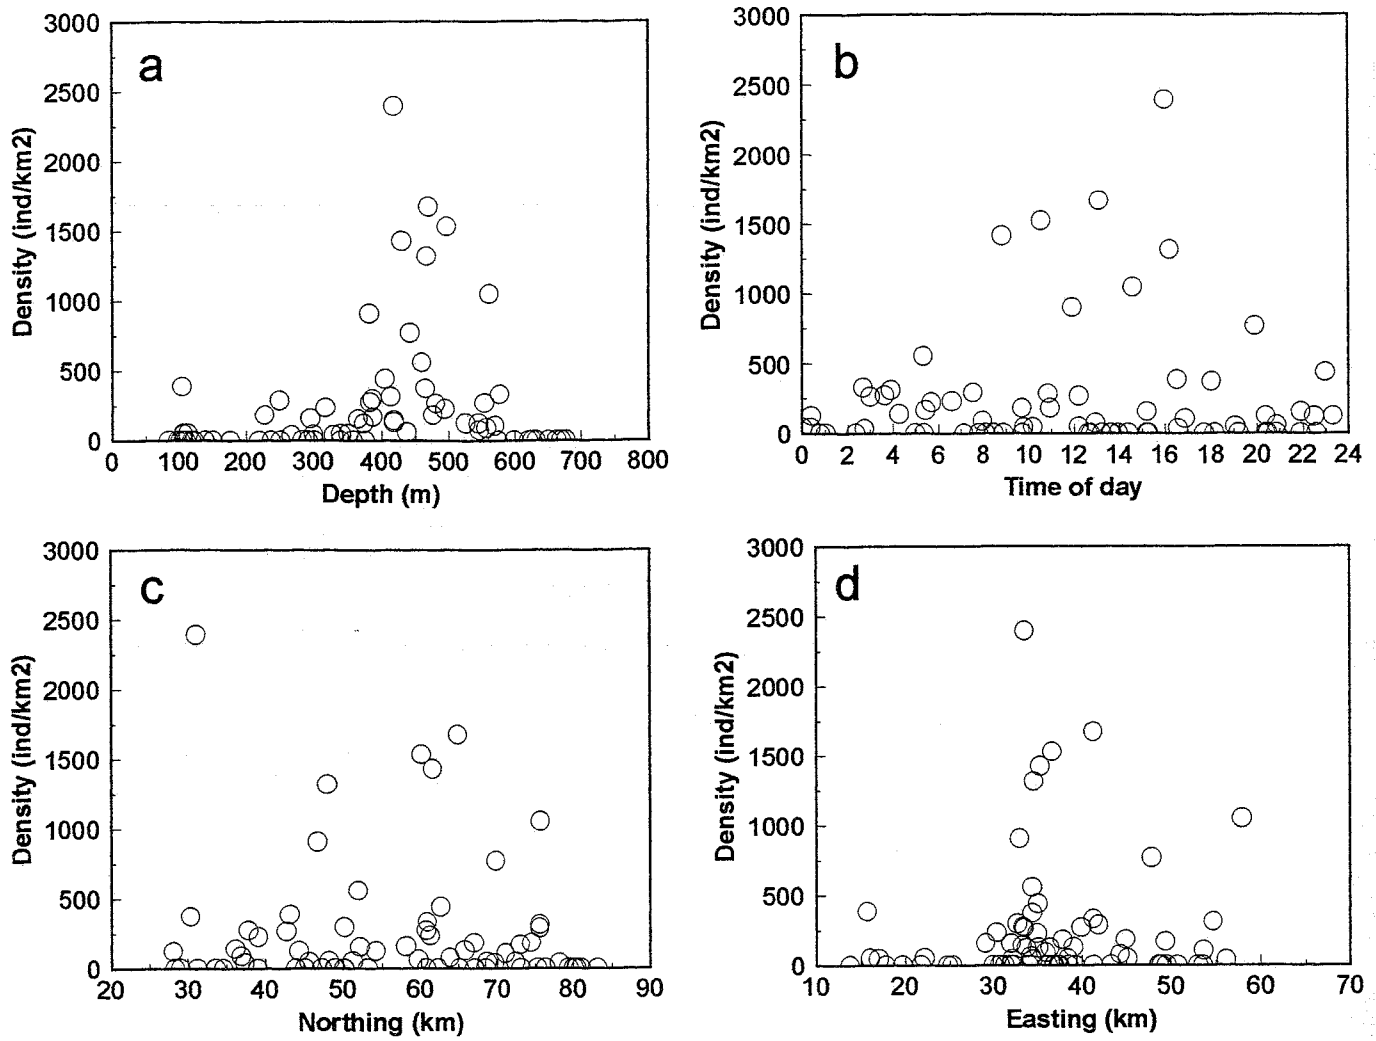 a
3000
2500
2000
1500
1000
500
0
Density (ind/km2)
0 100 200 300 400 500 600 700 800
Depth (m)
b
3000
2500
2000
1500
1000
500
0
Density (ind/km2)
0 2 4 6 8 10 12 14 16 18 20 22 24
Time of day
c
3000
2500
2000
1500
1000
500
0
Density (ind/km2)
20 30 40 50 60 70 80 90
Northing (km)
d
3000
2500
2000
1500
1000
500
0
Density (ind/km2)
10 20 30 40 50 60 70
Easting (km)